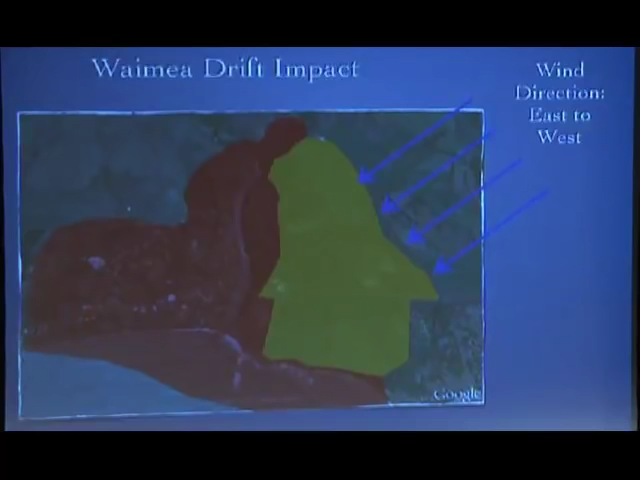 Waimea Drift Impact
Wind
Direction:
East to
West
Google